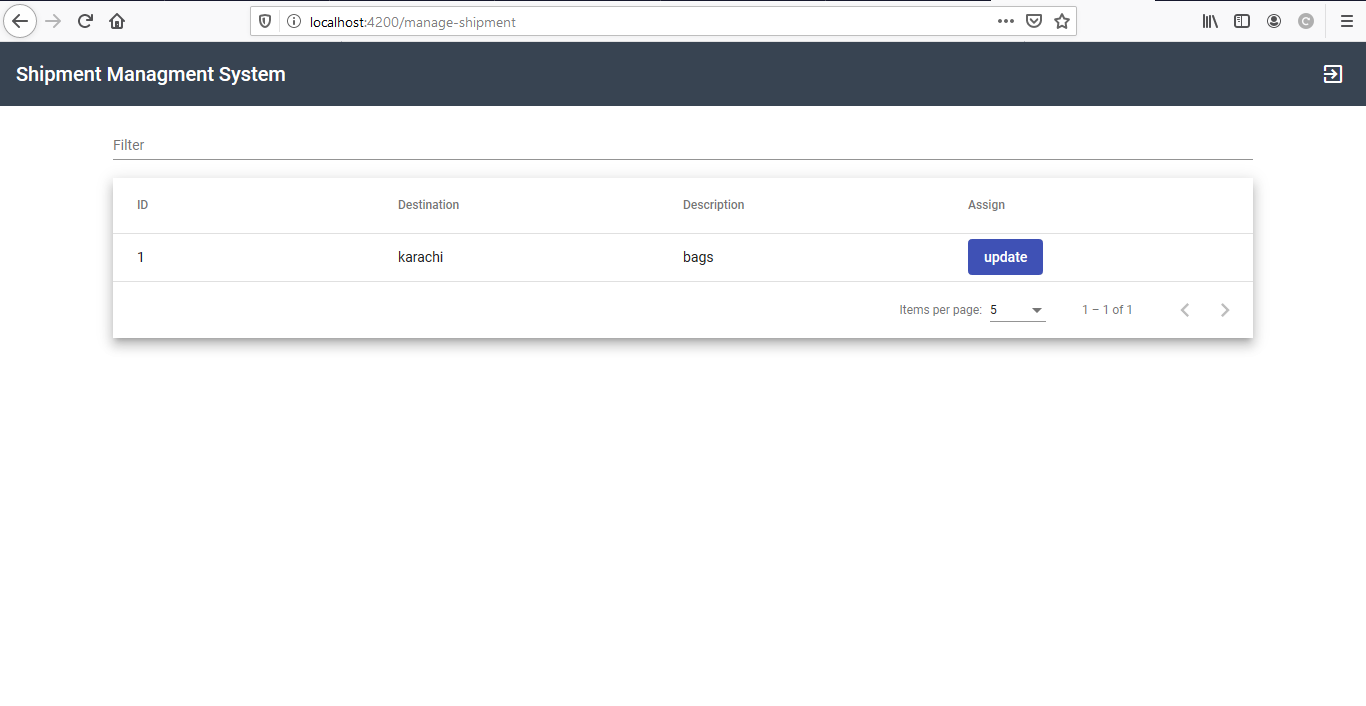 localhost:4200/manage-shipment
Shipment Managment System
Filter
ID Destination Description Assign
1 karachi bags update
Items per page: 5 1 – 1 of 1